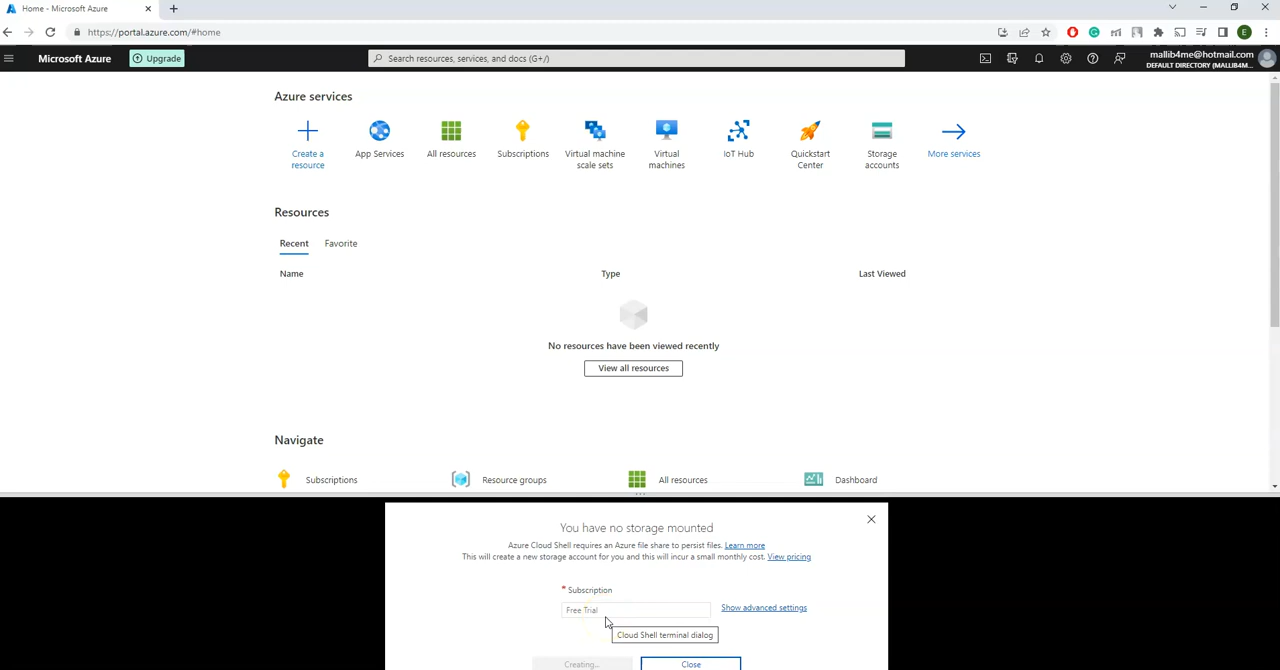 Home - Microsoft Azure
https://portal.azure.com/#home
E
Microsoft Azure
Upgrade
Search resources, services, and docs (G+/)
mallib4me@hotmail.com
DEFAULT DIRECTORY (MALLIB4M...
Azure services
Create a
resource
App Services
All resources
Subscriptions
Virtual machine
scale sets
Virtual
machines
IoT Hub
Quickstart
Center
Storage
accounts
More services
Resources
Recent
Favorite
Name
Type
Last Viewed
No resources have been viewed recently
View all resources
Navigate
Subscriptions
Resource groups
All resources
Dashboard
You have no storage mounted
Azure Cloud Shell requires an Azure file share to persist files. Learn more
This will create a new storage account for you and this will incur a small monthly cost. View pricing
* Subscription
Free Trial
Show advanced settings
Cloud Shell terminal dialog
Creating...
Close